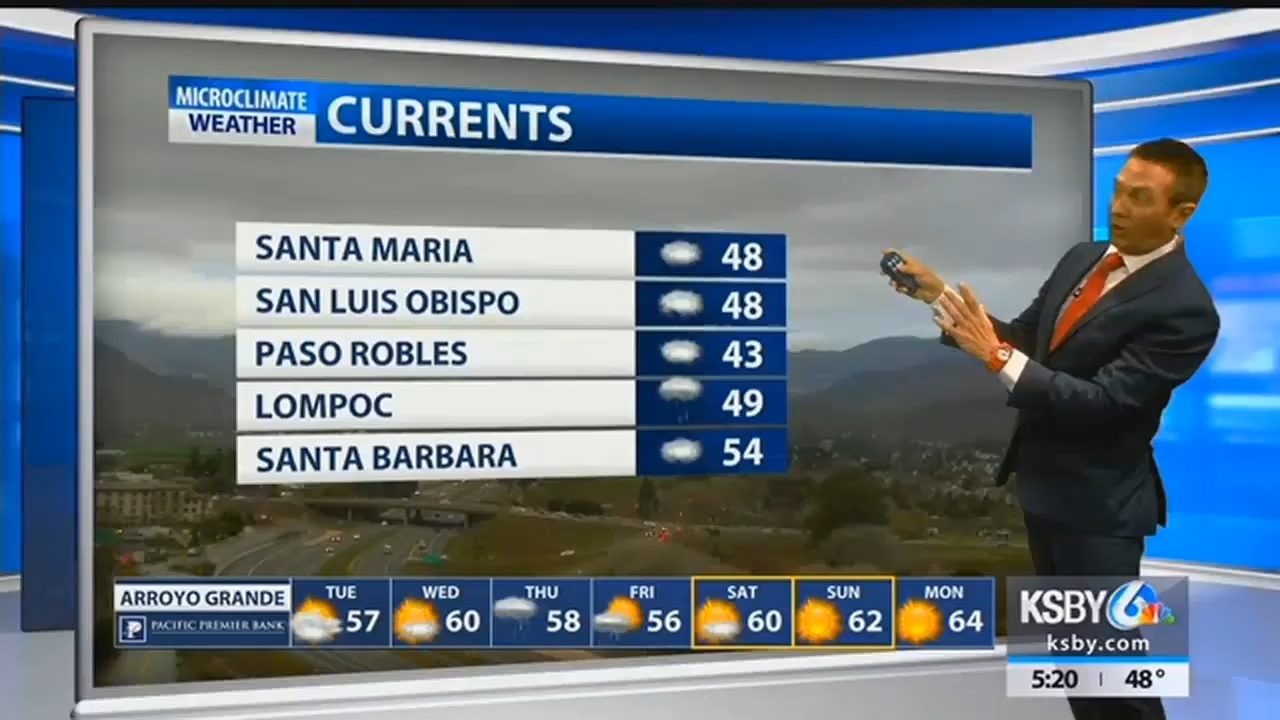 MICROCLIMATE
WEATHER
CURRENTS
SANTA MARIA 48
SAN LUIS OBISPO 48
PASO ROBLES 43
LOMPOC 49
SANTA BARBARA 54
ARROYO GRANDE
P PACIFIC PREMIER BANK
TUE WED THU FRI SAT SUN MON
57 60 58 56 60 62 64
KSBY 6
ksby.com
5:20 | 48°